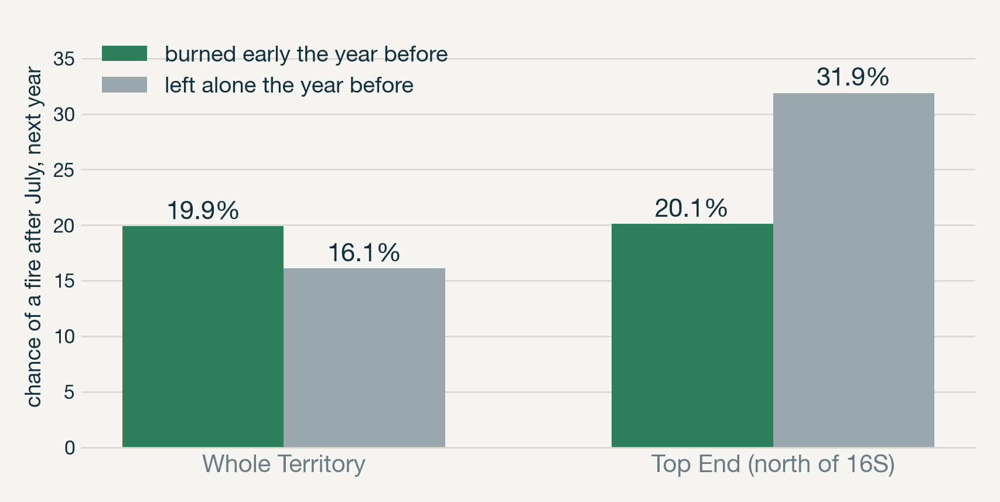 burned early the year before
left alone the year before
chance of a fire after July, next year
35
30
25
20
15
10
5
0
19.9%
16.1%
20.1%
31.9%
Whole Territory
Top End (north of 16S)